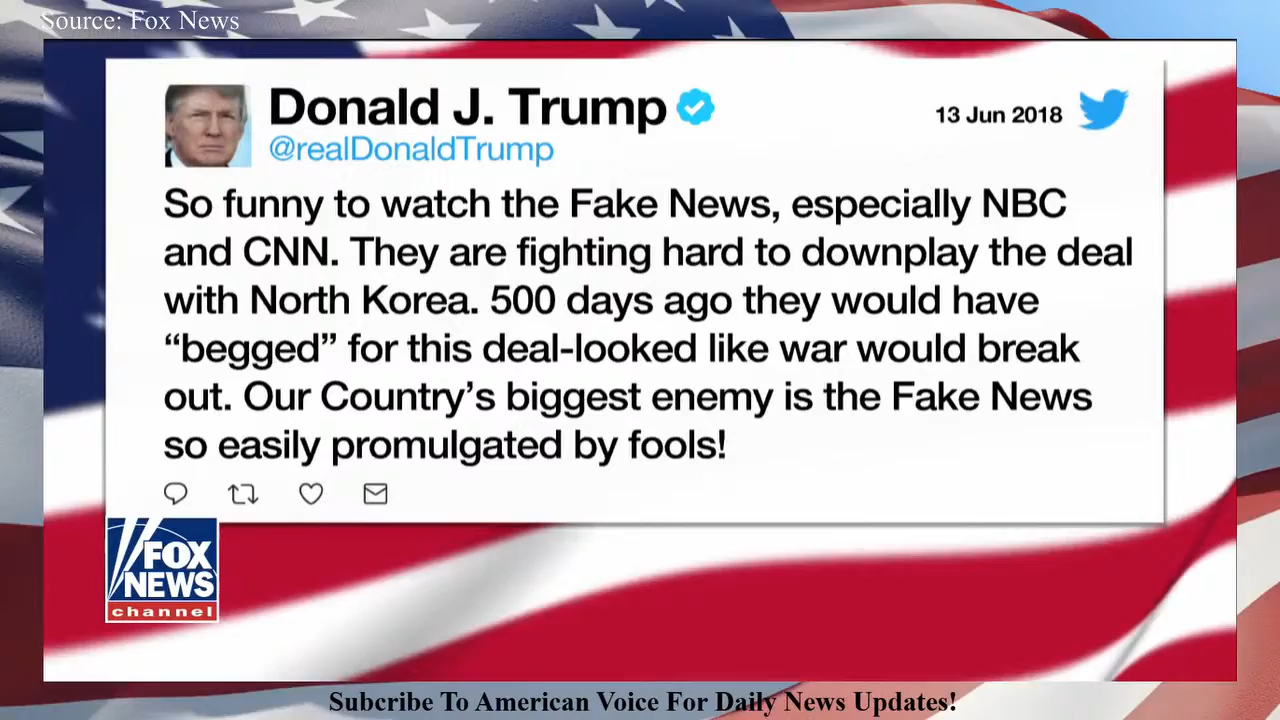 Source: Fox News
Donald J. Trump
13 Jun 2018
@realDonaldTrump
So funny to watch the Fake News, especially NBC
and CNN. They are fighting hard to downplay the deal
with North Korea. 500 days ago they would have
“begged” for this deal-looked like war would break
out. Our Country’s biggest enemy is the Fake News
so easily promulgated by fools!
FOX
NEWS
channel
Subcribe To American Voice For Daily News Updates!